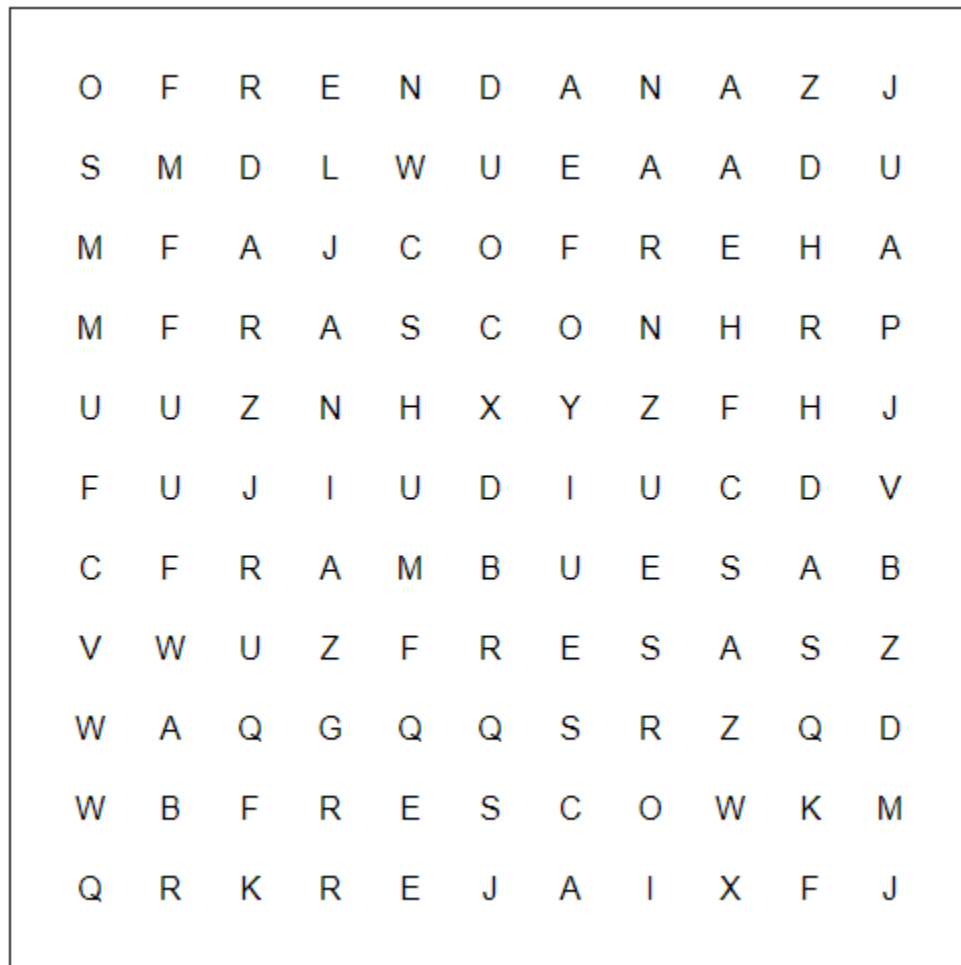 O F R E N D A N A Z J
S M D L W U E A A D U
M F A J C O F R E H A
M F R A S C O N H R P
U U Z N H X Y Z F H J
F U J I U D I U C D V
C F R A M B U E S A B
V W U Z F R E S A S Z
W A Q G Q Q S R Z Q D
W B F R E S C O W K M
Q R K R E J A I X F J